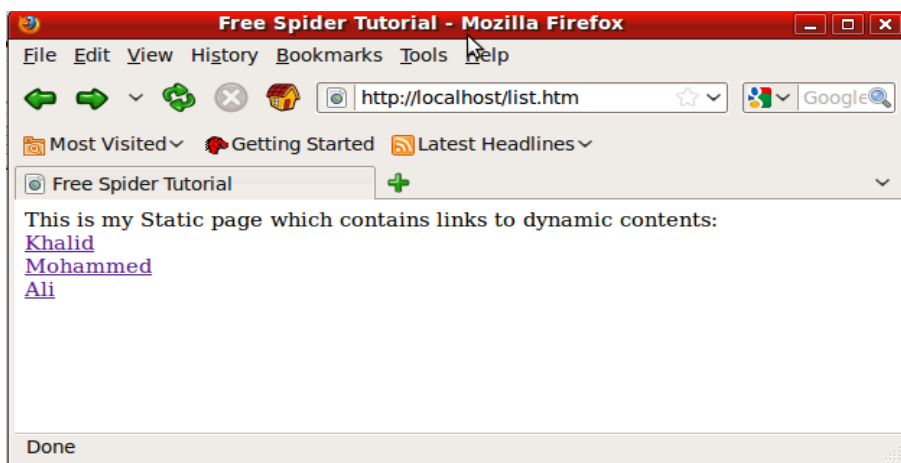 Free Spider Tutorial - Mozilla Firefox
File Edit View History Bookmarks Tools Help
http://localhost/list.htm Google
Most Visited Getting Started Latest Headlines
Free Spider Tutorial
This is my Static page which contains links to dynamic contents:
Khalid
Mohammed
Ali
Done